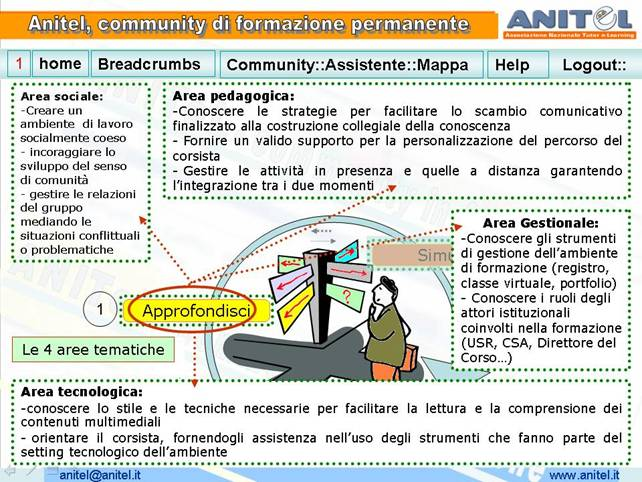 Anitel, community di formazione permanente
ANITEL
Associazione Nazionale Tutor e Learning
1 home Breadcrumbs Community::Assistente::Mappa Help Logout::
Area sociale:
-Creare un
ambiente di lavoro
socialmente coeso
- incoraggiare lo
sviluppo del senso
di comunità
- gestire le relazioni
del gruppo
mediando le
situazioni conflittuali
o problematiche
Area pedagogica:
-Conoscere le strategie per facilitare lo scambio comunicativo
finalizzato alla costruzione collegiale della conoscenza
- Fornire un valido supporto per la personalizzazione del percorso del
corsista
- Gestire le attività in presenza e quelle a distanza garantendo
l'Integrazione tra i due momenti
Area Gestionale:
-Conoscere gli strumenti
di gestione dell'ambiente
di formazione (registro,
classe virtuale, portfolio)
- Conoscere i ruoli degli
attori istituzionali
coinvolti nella formazione
(USR, CSA, Direttore del
Corso...)
?
1
Approfondisci
Le 4 aree tematiche
Area tecnologica:
-conoscere lo stile e le tecniche necessarie per facilitare la lettura e la comprensione dei
contenuti multimediali
- orientare il corsista, fornendogli assistenza nell'uso degli strumenti che fanno parte del
setting tecnologico dell'ambiente
anitel@anitel.it
www.anitel.it